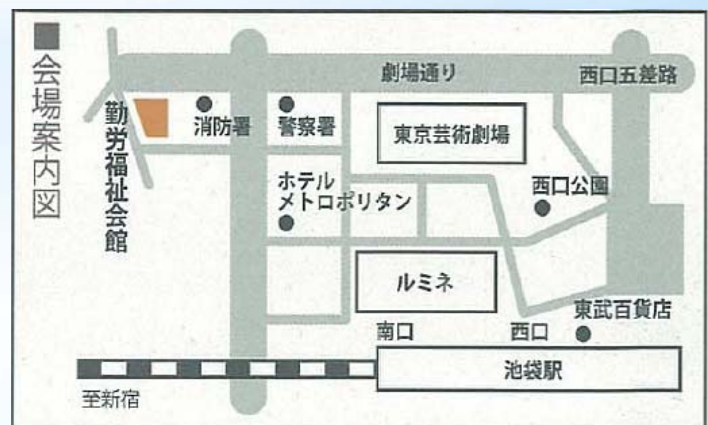 ■会場案内図
劇場通り
西口五差路
勤労福祉会館
消防署
警察署
東京芸術劇場
ホテル
メトロポリタン
西口公園
ルミネ
東武百貨店
南口
西口
池袋駅
至新宿